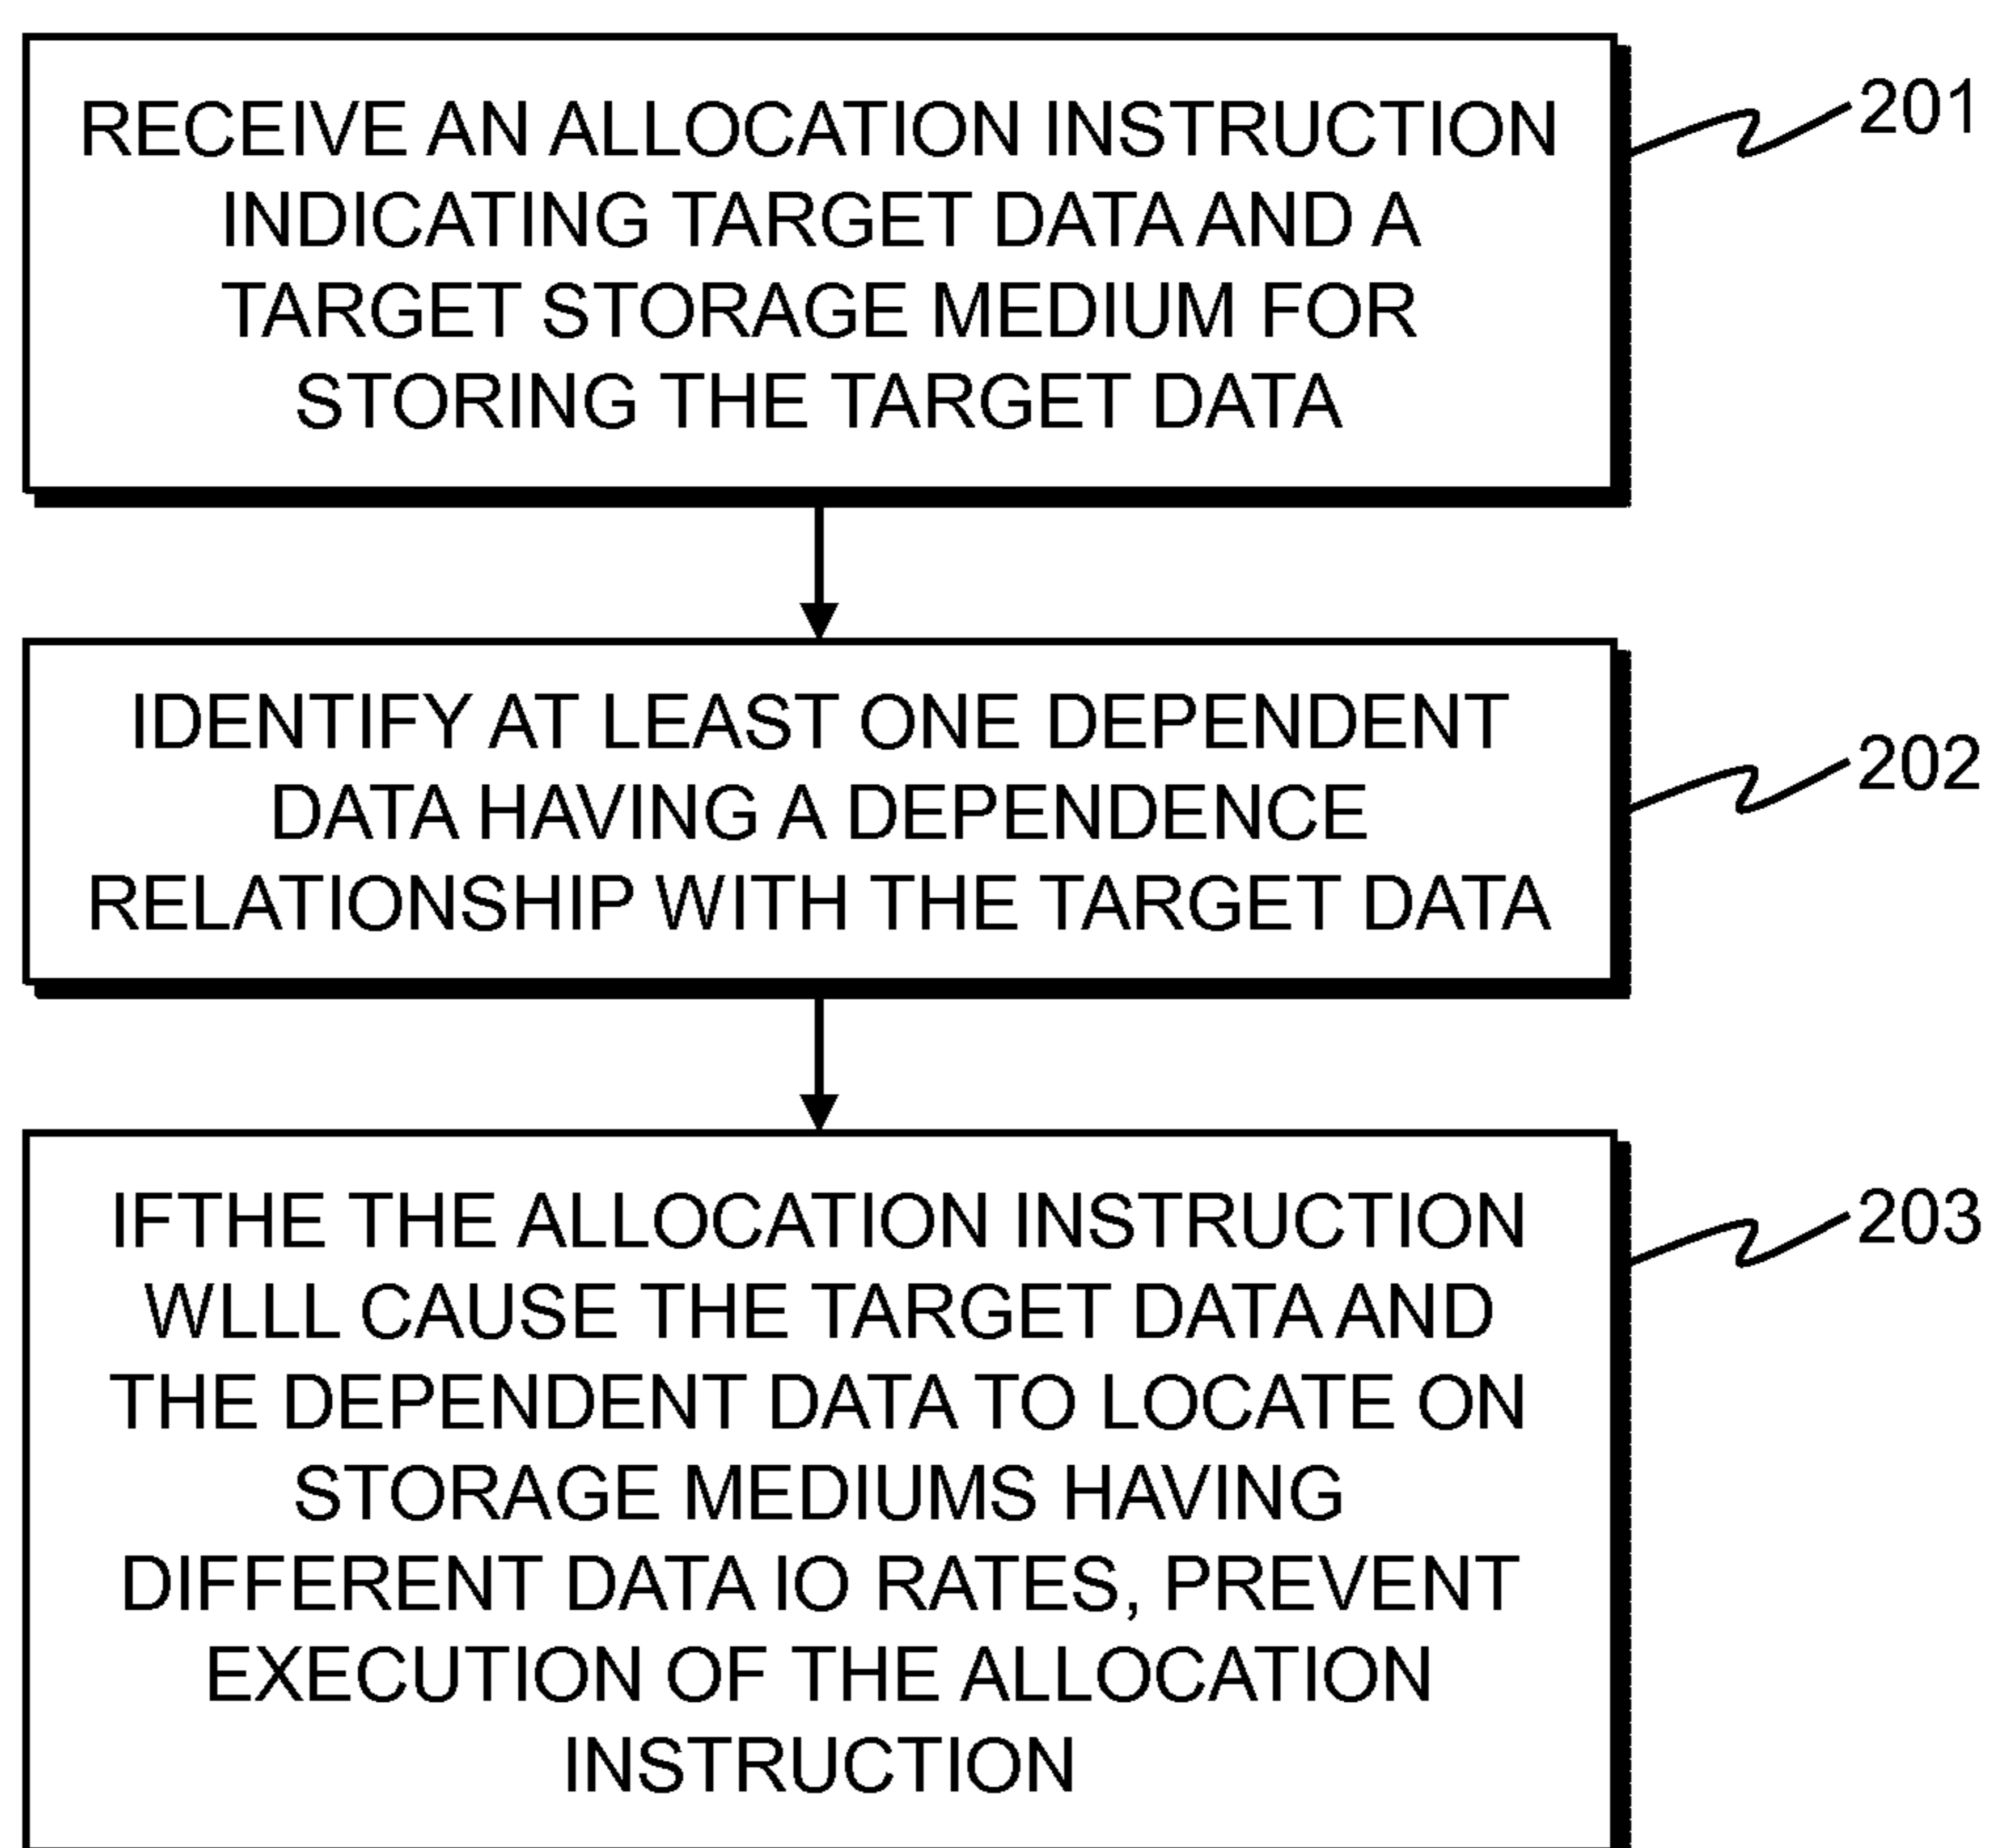 RECEIVE AN ALLOCATION INSTRUCTION
INDICATING TARGET DATA AND A
TARGET STORAGE MEDIUM FOR
STORING THE TARGET DATA
201
IDENTIFY AT LEAST ONE DEPENDENT
DATA HAVING A DEPENDENCE
RELATIONSHIP WITH THE TARGET DATA
202
IFTHE THE ALLOCATION INSTRUCTION
WLLL CAUSE THE TARGET DATA AND
THE DEPENDENT DATA TO LOCATE ON
STORAGE MEDIUMS HAVING
DIFFERENT DATA IO RATES, PREVENT
EXECUTION OF THE ALLOCATION
INSTRUCTION
203